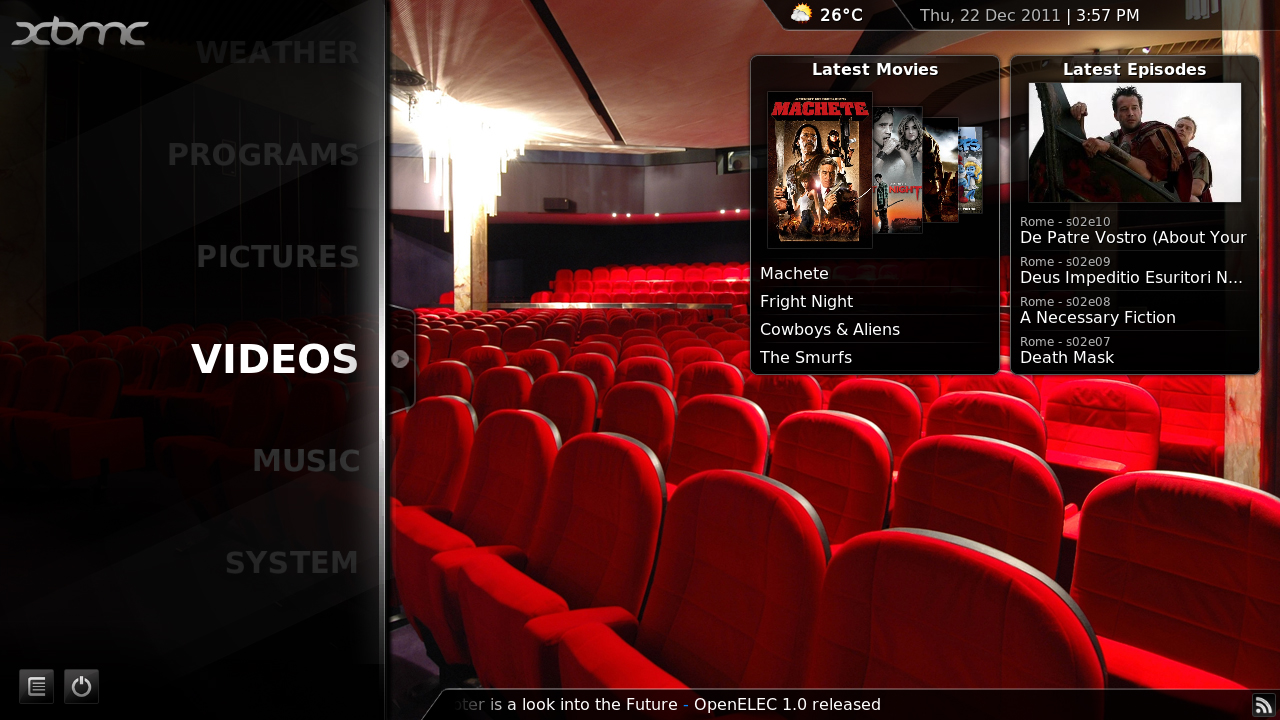 xbmc
WEATHER
PROGRAMS
PICTURES
VIDEOS
MUSIC
SYSTEM
26°C
Thu, 22 Dec 2011 | 3:57 PM
Latest Movies
MACHETE
NIGHT
Machete
Fright Night
Cowboys & Aliens
The Smurfs
Latest Episodes
Rome - s02e10
De Patre Vostro (About Your
Rome - s02e09
Deus Impeditio Esuritori N...
Rome - s02e08
A Necessary Fiction
Rome - s02e07
Death Mask
ter is a look into the Future - OpenELEC 1.0 released